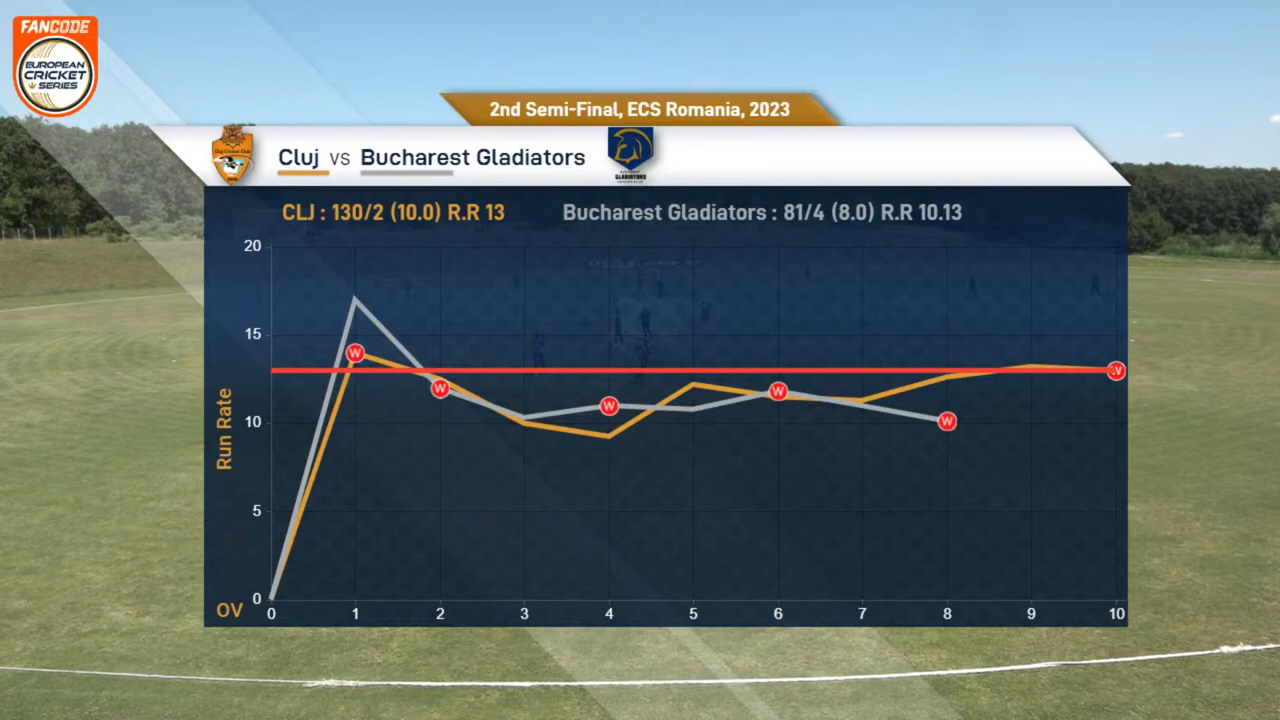 FANCODE
EUROPEAN
CRICKET
SERIES
2nd Semi-Final, ECS Romania, 2023
Cluj vs Bucharest Gladiators
GLADIATORS
CLJ : 130/2 (10.0) R.R 13
Bucharest Gladiators : 81/4 (8.0) R.R 10.13
20
15
10
5
0
Run Rate
W
W
W
W
W
W
OV
0 1 2 3 4 5 6 7 8 9 10